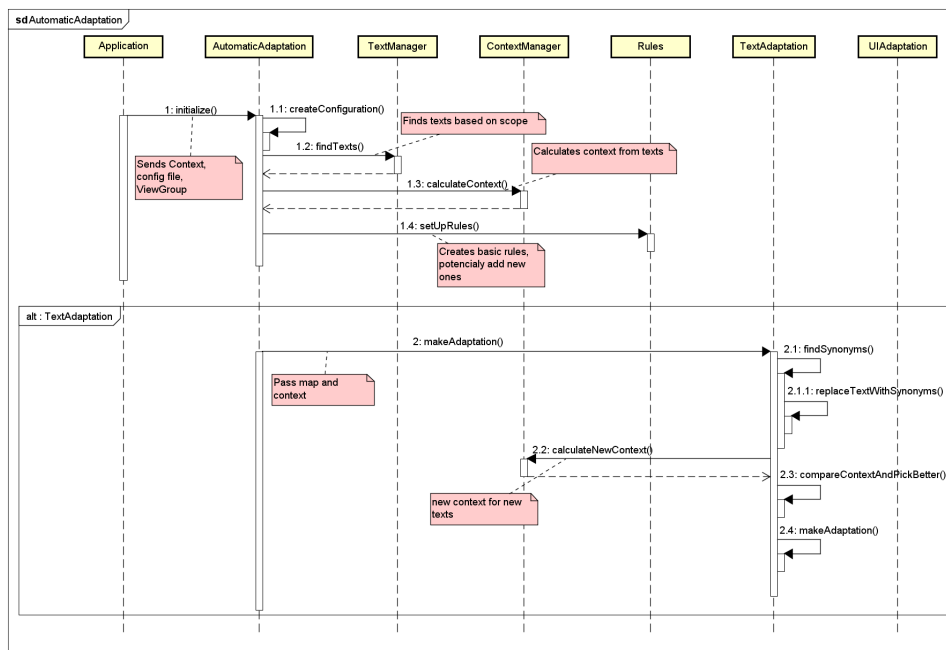 sd AutomaticAdaptation
Application
AutomaticAdaptation
TextManager
ContextManager
Rules
TextAdaptation
UIAdaptation
1: initialize()
1.1: createConfiguration()
Finds texts based on scope
1.2: findTexts()
Sends Context,
config file,
ViewGroup
Calculates context from texts
1.3: calculateContext()
1.4: setUpRules()
Creates basic rules,
potencialy add new
ones
alt : TextAdaptation
2: makeAdaptation()
2.1: findSynonyms()
Pass map and
context
2.1.1: replaceTextWithSynonyms()
2.2: calculateNewContext()
2.3: compareContextAndPickBetter()
new context for new
texts
2.4: makeAdaptation()